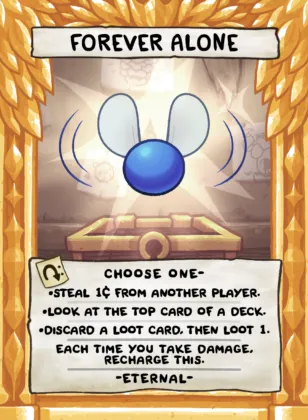 FOREVER ALONE
CHOOSE ONE-
•STEAL 1¢ FROM ANOTHER PLAYER.
•LOOK AT THE TOP CARD OF A DECK.
•DISCARD A LOOT CARD, THEN LOOT 1.
EACH TIME YOU TAKE DAMAGE,
RECHARGE THIS.
-ETERNAL-